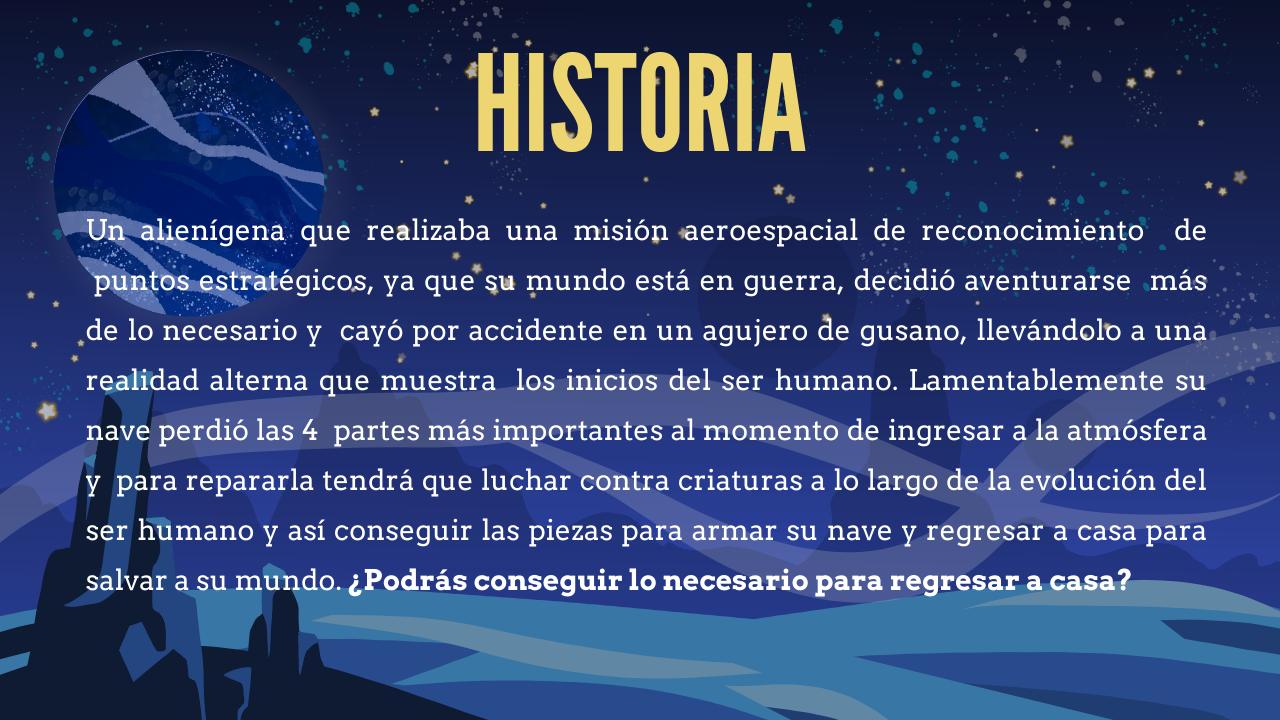 HISTORIA
Un alienígena que realizaba una misión aeroespacial de reconocimiento de
puntos estratégicos, ya que su mundo está en guerra, decidió aventurarse más
de lo necesario y cayó por accidente en un agujero de gusano, llevándolo a una
realidad alterna que muestra los inicios del ser humano. Lamentablemente su
nave perdió las 4 partes más importantes al momento de ingresar a la atmósfera
y para repararla tendrá que luchar contra criaturas a lo largo de la evolución del
ser humano y así conseguir las piezas para armar su nave y regresar a casa para
salvar a su mundo. ¿Podrás conseguir lo necesario para regresar a casa?